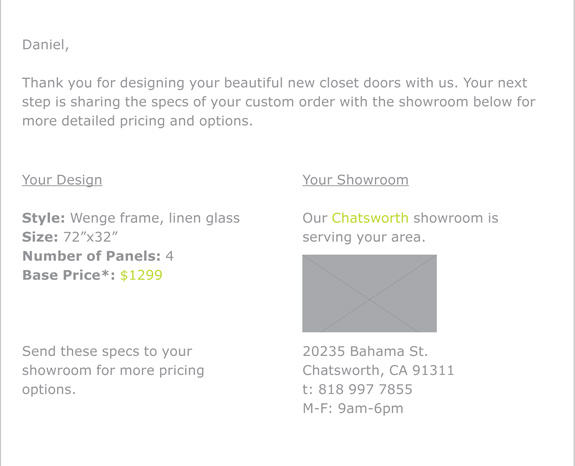 Daniel,
Thank you for designing your beautiful new closet doors with us. Your next
step is sharing the specs of your custom order with the showroom below for
more detailed pricing and options.
Your Design
Style: Wenge frame, linen glass
Size: 72”x32”
Number of Panels: 4
Base Price*: $1299
Send these specs to your
showroom for more pricing
options.
Your Showroom
Our Chatsworth showroom is
serving your area.
20235 Bahama St.
Chatsworth, CA 91311
t: 818 997 7855
M-F: 9am-6pm